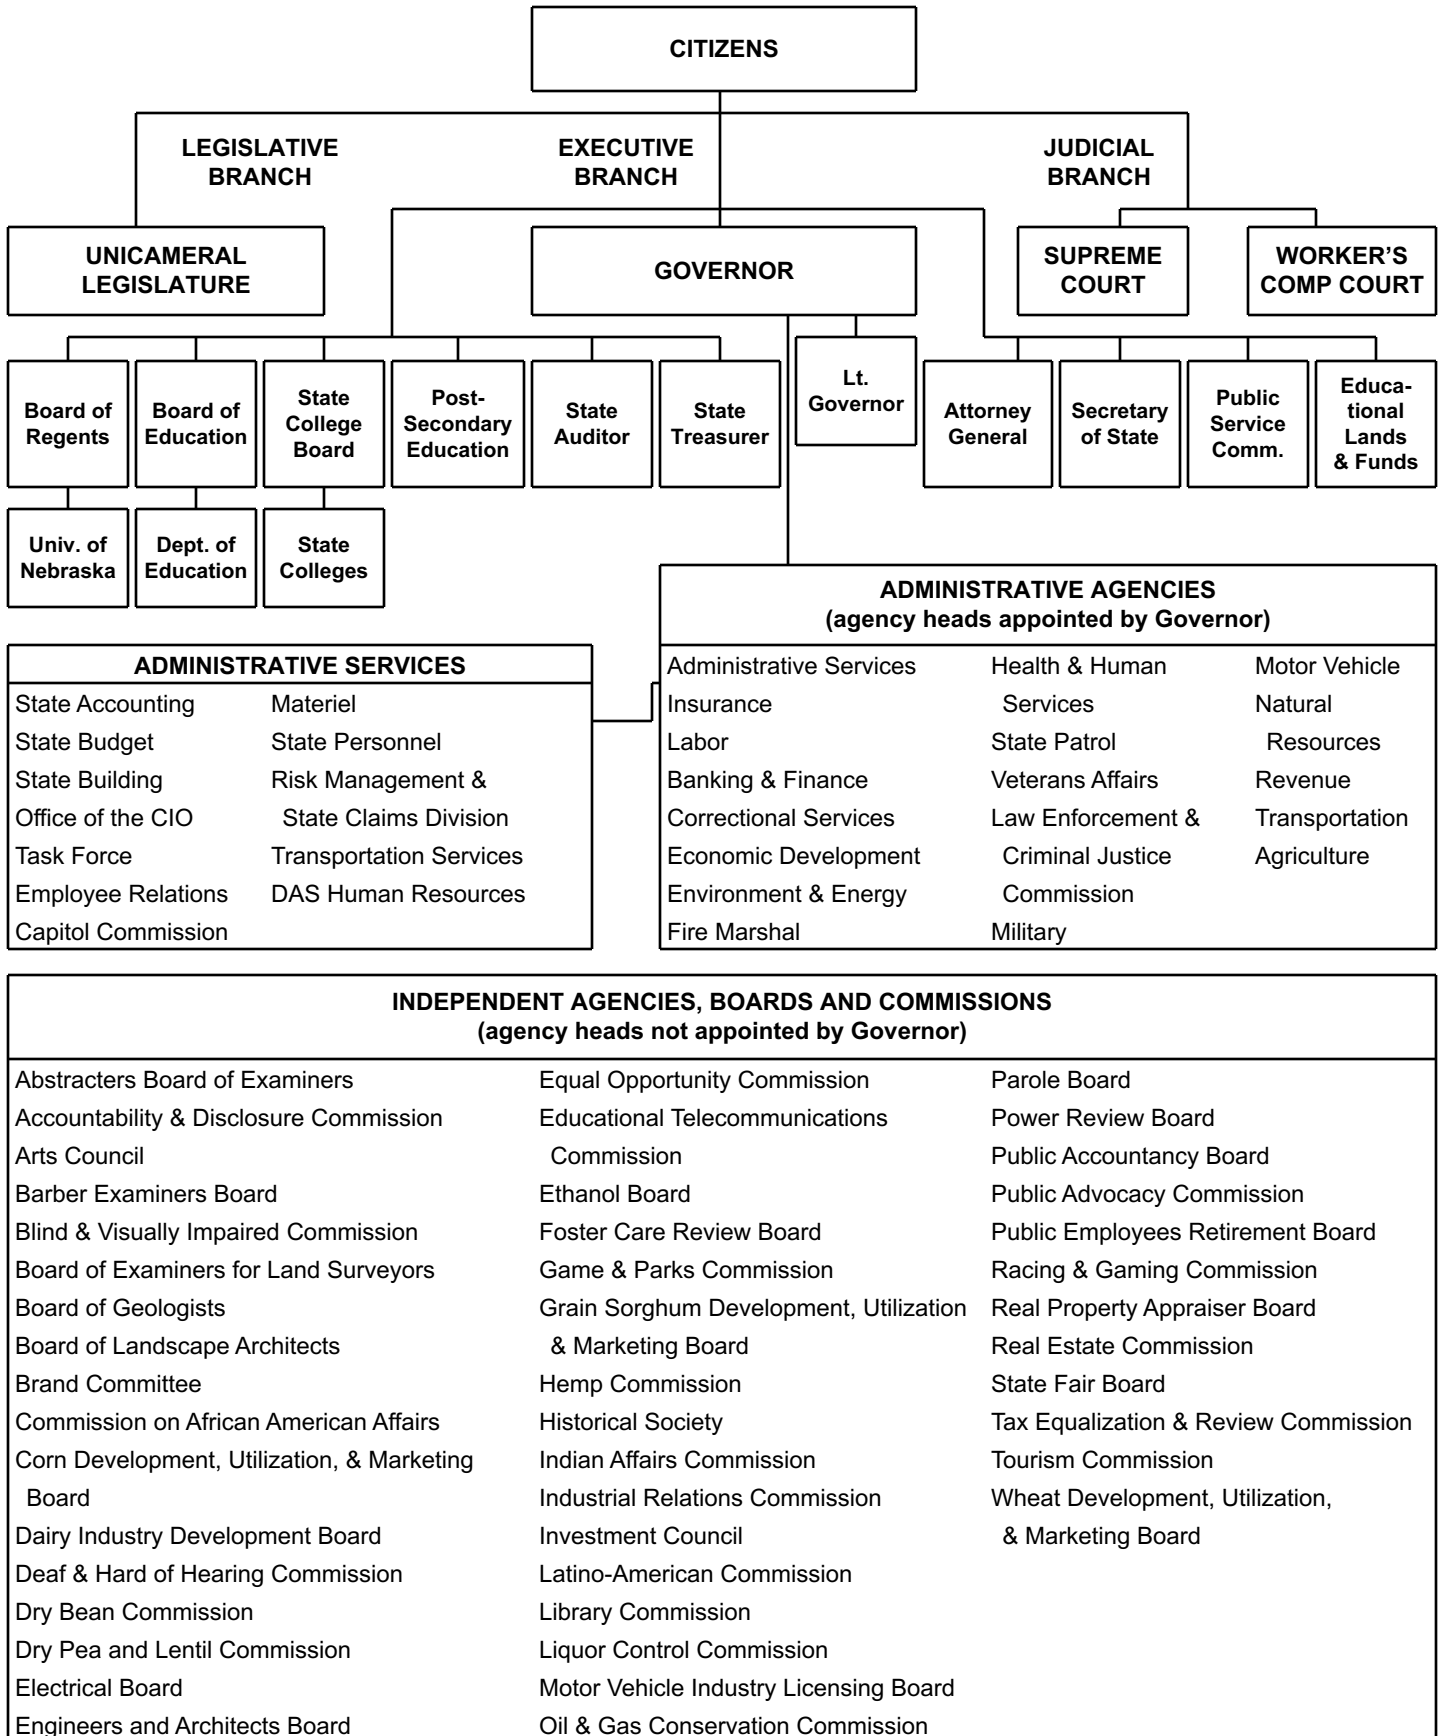 CITIZENS
LEGISLATIVE
BRANCH
EXECUTIVE
BRANCH
JUDICIAL
BRANCH
UNICAMERAL
LEGISLATURE
GOVERNOR
SUPREME
COURT
WORKER’S
COMP COURT
Board of
Regents
Board of
Education
State
College
Board
Post-
Secondary
Education
State
Auditor
State
Treasurer
Lt.
Governor
Attorney
General
Secretary
of State
Public
Service
Comm.
Educa-
tional
Lands
& Funds
Univ. of
Nebraska
Dept. of
Education
State
Colleges
ADMINISTRATIVE AGENCIES
(agency heads appointed by Governor)
Administrative Services
Insurance
Labor
Banking & Finance
Correctional Services
Economic Development
Environment & Energy
Fire Marshal
Health & Human
Services
State Patrol
Veterans Affairs
Law Enforcement &
Criminal Justice
Commission
Military
Motor Vehicle
Natural
Resources
Revenue
Transportation
Agriculture
ADMINISTRATIVE SERVICES
State Accounting
State Budget
State Building
Office of the CIO
Task Force
Employee Relations
Capitol Commission
Materiel
State Personnel
Risk Management &
State Claims Division
Transportation Services
DAS Human Resources
INDEPENDENT AGENCIES, BOARDS AND COMMISSIONS
(agency heads not appointed by Governor)
Abstracters Board of Examiners
Accountability & Disclosure Commission
Arts Council
Barber Examiners Board
Blind & Visually Impaired Commission
Board of Examiners for Land Surveyors
Board of Geologists
Board of Landscape Architects
Brand Committee
Commission on African American Affairs
Corn Development, Utilization, & Marketing
Board
Dairy Industry Development Board
Deaf & Hard of Hearing Commission
Dry Bean Commission
Dry Pea and Lentil Commission
Electrical Board
Engineers and Architects Board
Equal Opportunity Commission
Educational Telecommunications
Commission
Ethanol Board
Foster Care Review Board
Game & Parks Commission
Grain Sorghum Development, Utilization
& Marketing Board
Hemp Commission
Historical Society
Indian Affairs Commission
Industrial Relations Commission
Investment Council
Latino-American Commission
Library Commission
Liquor Control Commission
Motor Vehicle Industry Licensing Board
Oil & Gas Conservation Commission
Parole Board
Power Review Board
Public Accountancy Board
Public Advocacy Commission
Public Employees Retirement Board
Racing & Gaming Commission
Real Property Appraiser Board
Real Estate Commission
State Fair Board
Tax Equalization & Review Commission
Tourism Commission
Wheat Development, Utilization,
& Marketing Board